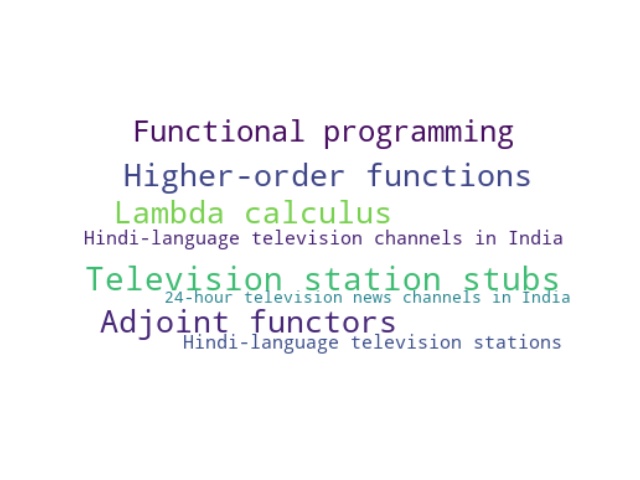 Functional programming
Higher-order functions
Lambda calculus
Hindi-language television channels in India
Television station stubs
24-hour television news channels in India
Adjoint functors
Hindi-language television stations